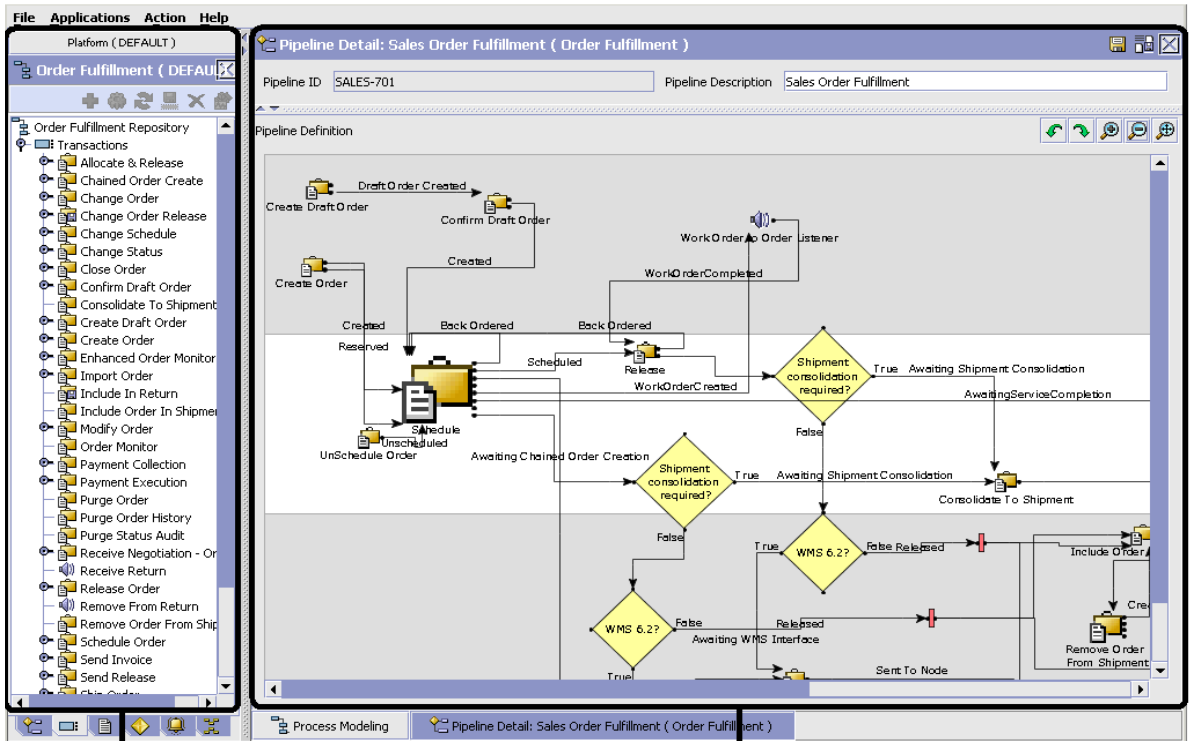 File Applications Action Help
Platform ( DEFAULT )
Order Fulfillment ( DEFAU
Order Fulfillment Repository
Transactions
Allocate & Release
Chained Order Create
Change Order
Change Order Release
Change Schedule
Change Status
Close Order
Confirm Draft Order
Consolidate To Shipment
Create Draft Order
Create Order
Enhanced Order Monitor
Import Order
Include In Return
Include Order In Shipmen
Modify Order
Order Monitor
Payment Collection
Payment Execution
Purge Order
Purge Order History
Purge Status Audit
Receive Negotiation - Or
Receive Return
Release Order
Remove From Return
Remove Order From Ship
Schedule Order
Send Invoice
Send Release
Ship Order
Pipeline Detail: Sales Order Fulfillment ( Order Fulfillment )
Pipeline ID SALES-701 Pipeline Description Sales Order Fulfillment
Pipeline Definition
Create Draft Order
Draft Order Created
Confirm Draft Order
Work Order to Order Listener
Created
WorkOrderCompleted
Create Order
Created
Reserved
Back Ordered
Back Ordered
Scheduled
Release
WorkOrderCreated
Shipment
consolidation
required?
True Awaiting Shipment Consolidation
AwaitingServiceCompletion
False
Schedule
Unscheduled
UnSchedule Order
Awaiting Chained Order Creation
Shipment
consolidation
required?
True Awaiting Shipment Consolidation
Consolidate To Shipment
False
True
WMS 6.2?
False Released
Include Order
WMS 6.2?
False
Released
Awaiting WMS Interface
True
Cre
Remove Order
From Shipment
Sent To Node
Process Modeling
Pipeline Detail: Sales Order Fulfillment ( Order Fulfillment )